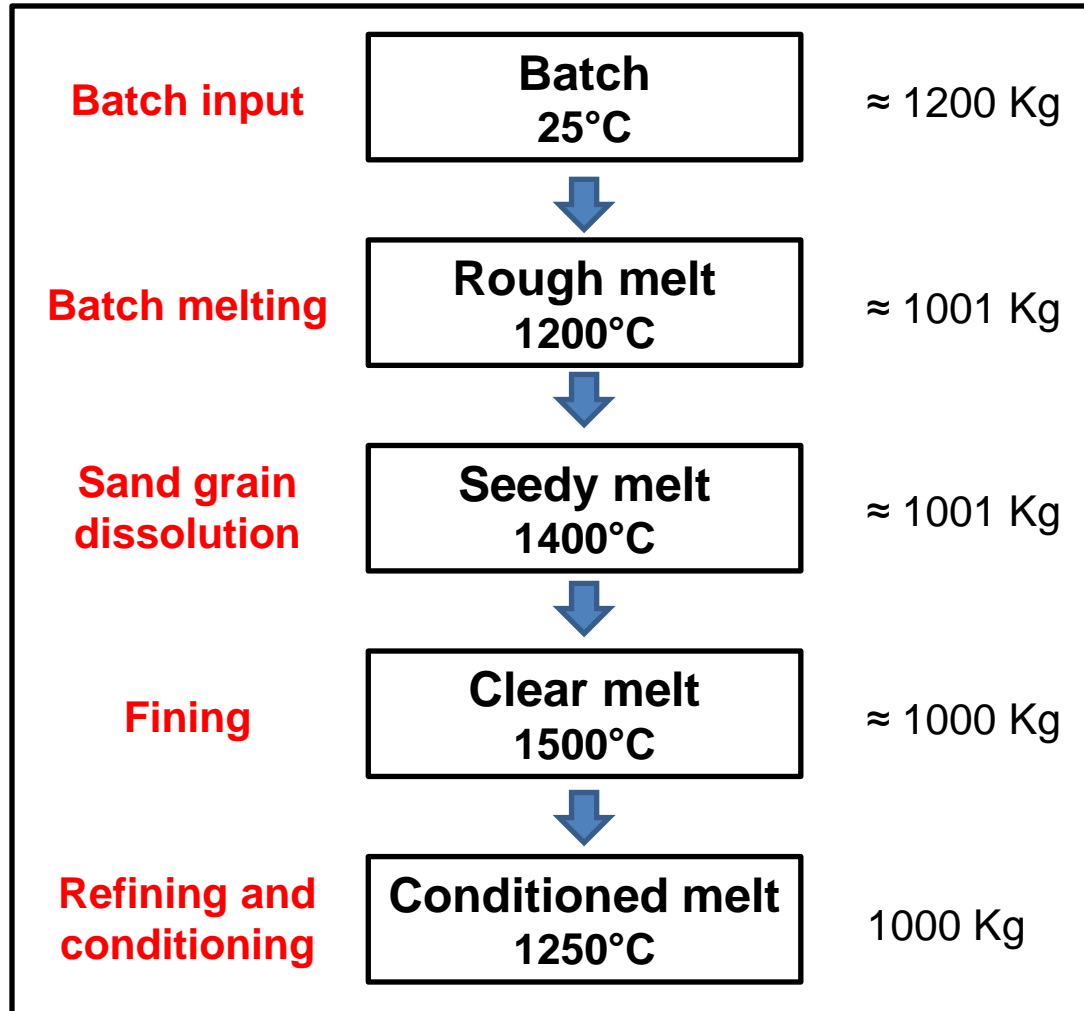 Batch input
Batch
25°C
≈ 1200 Kg
Batch melting
Rough melt
1200°C
≈ 1001 Kg
Sand grain
dissolution
Seedy melt
1400°C
≈ 1001 Kg
Fining
Clear melt
1500°C
≈ 1000 Kg
Refining and
conditioning
Conditioned melt
1250°C
1000 Kg